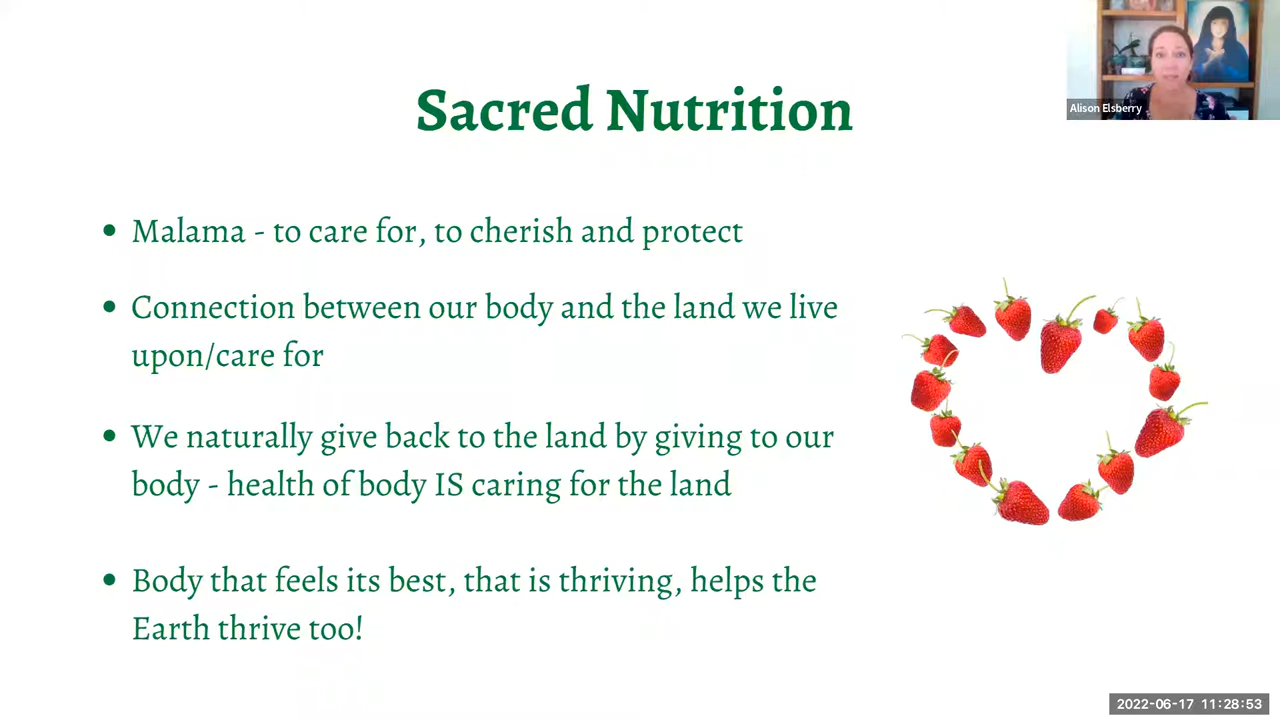 Sacred Nutrition
Alison Elsberry
• Malama - to care for, to cherish and protect
• Connection between our body and the land we live
upon/care for
• We naturally give back to the land by giving to our
body - health of body IS caring for the land
• Body that feels its best, that is thriving, helps the
Earth thrive too!
2022-06-17 11:28:53